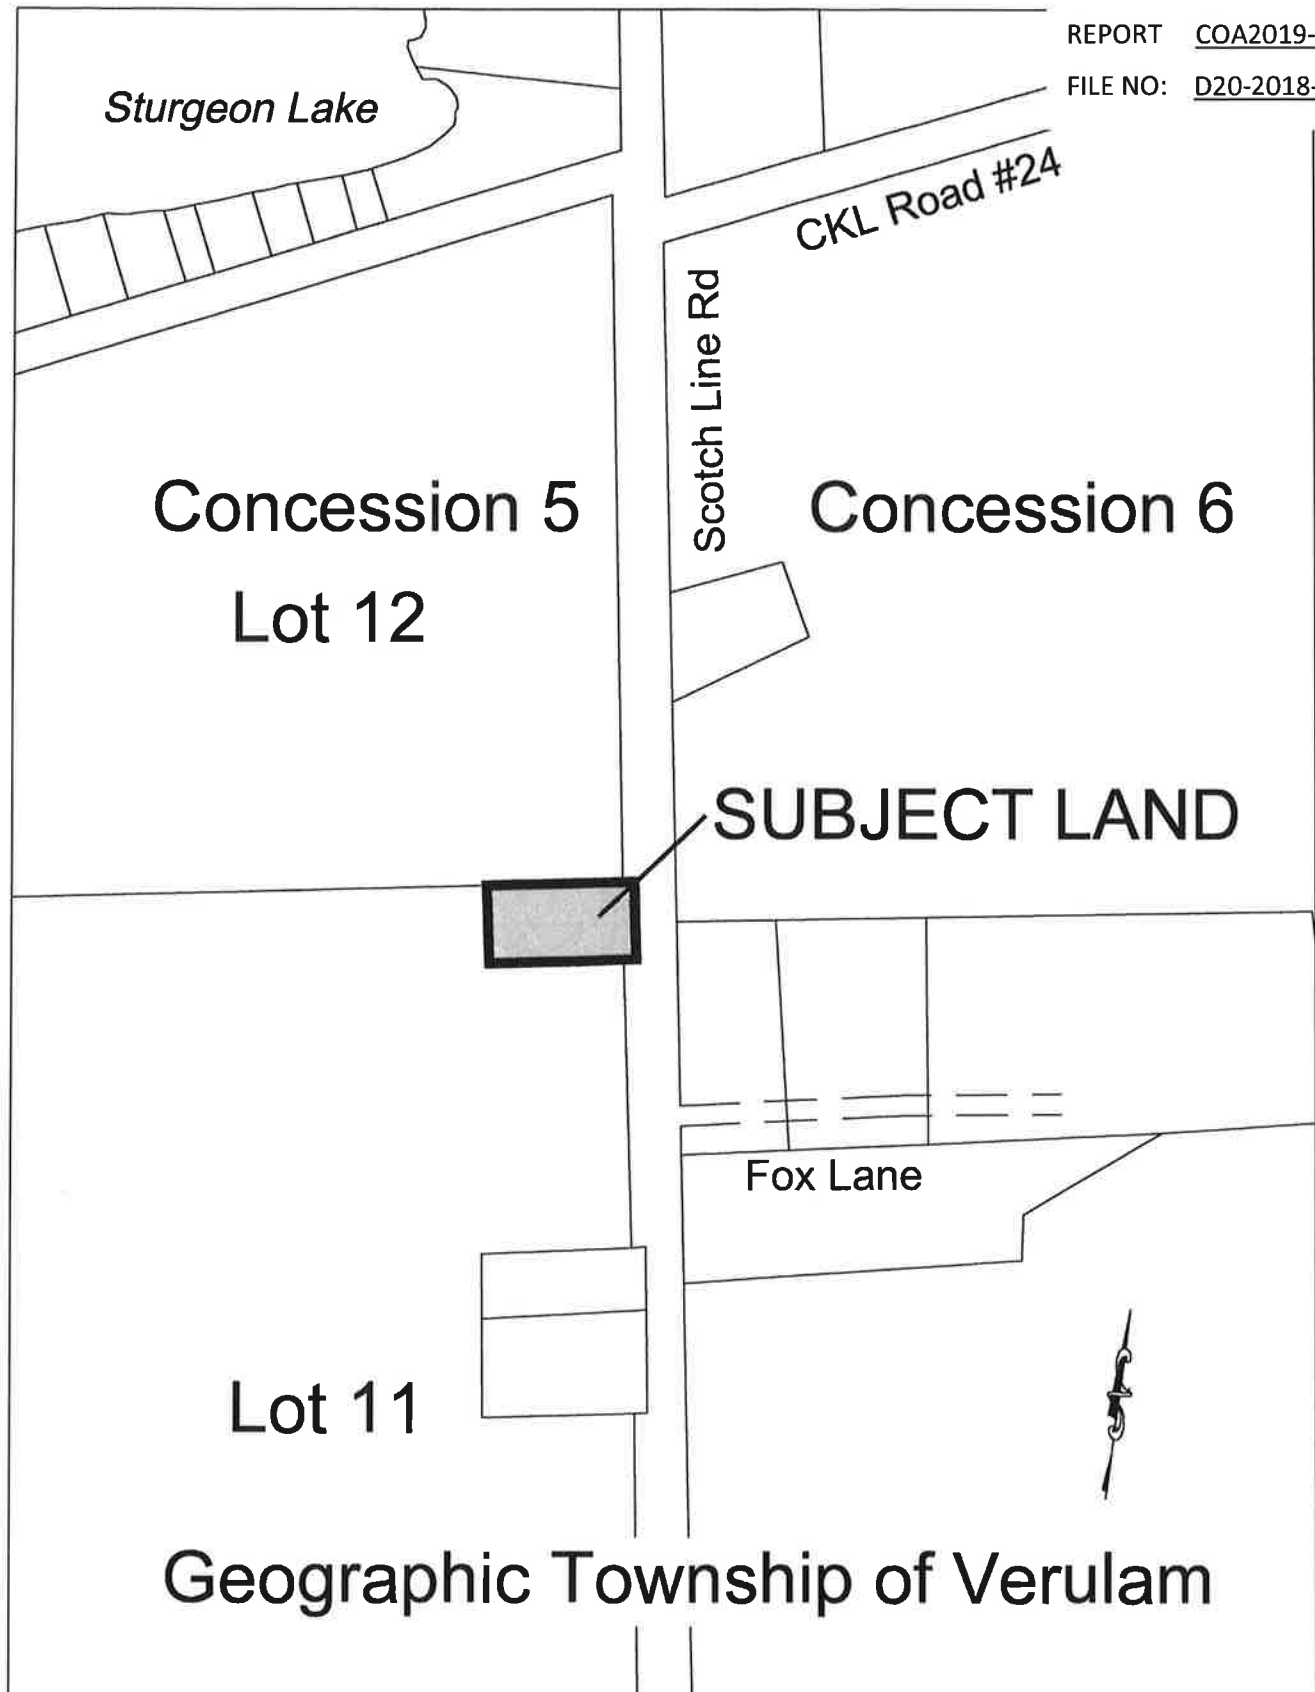 REPORT COA2019-
FILE NO: D20-2018-
Sturgeon Lake
CKL Road #24
Scotch Line Rd
Concession 5
Concession 6
Lot 12
SUBJECT LAND
Fox Lane
Lot 11
Geographic Township of Verulam